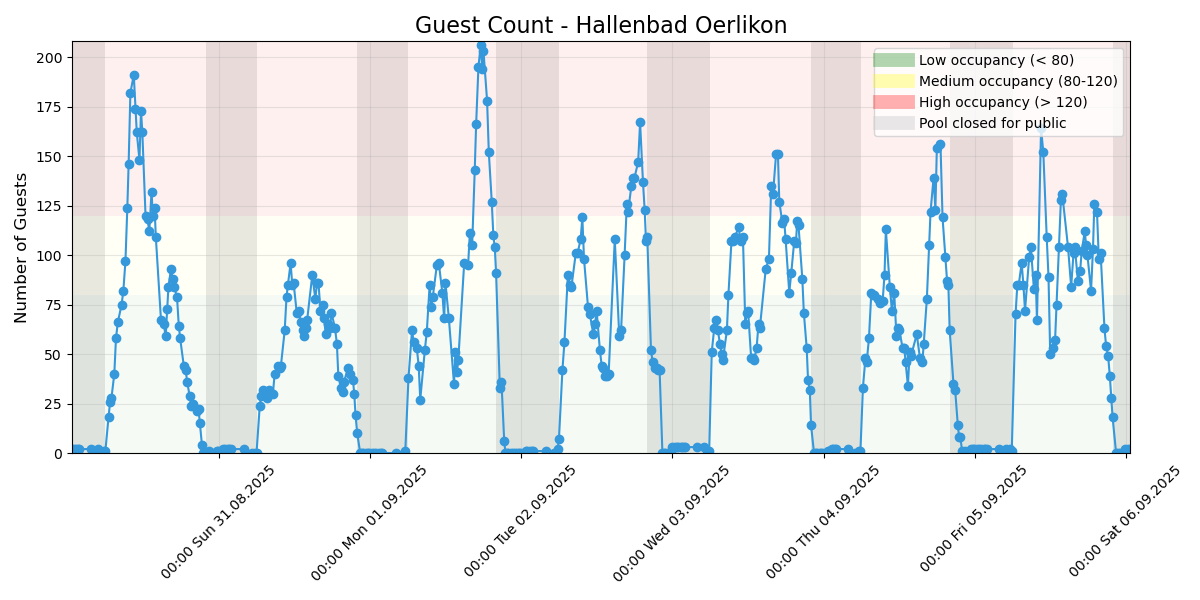 Guest Count - Hallenbad Oerlikon
Low occupancy (< 80)
Medium occupancy (80-120)
High occupancy (> 120)
Pool closed for public
Number of Guests
200
175
150
125
100
75
50
25
0
00:00 Sun 31.08.2025
00:00 Mon 01.09.2025
00:00 Tue 02.09.2025
00:00 Wed 03.09.2025
00:00 Thu 04.09.2025
00:00 Fri 05.09.2025
00:00 Sat 06.09.2025